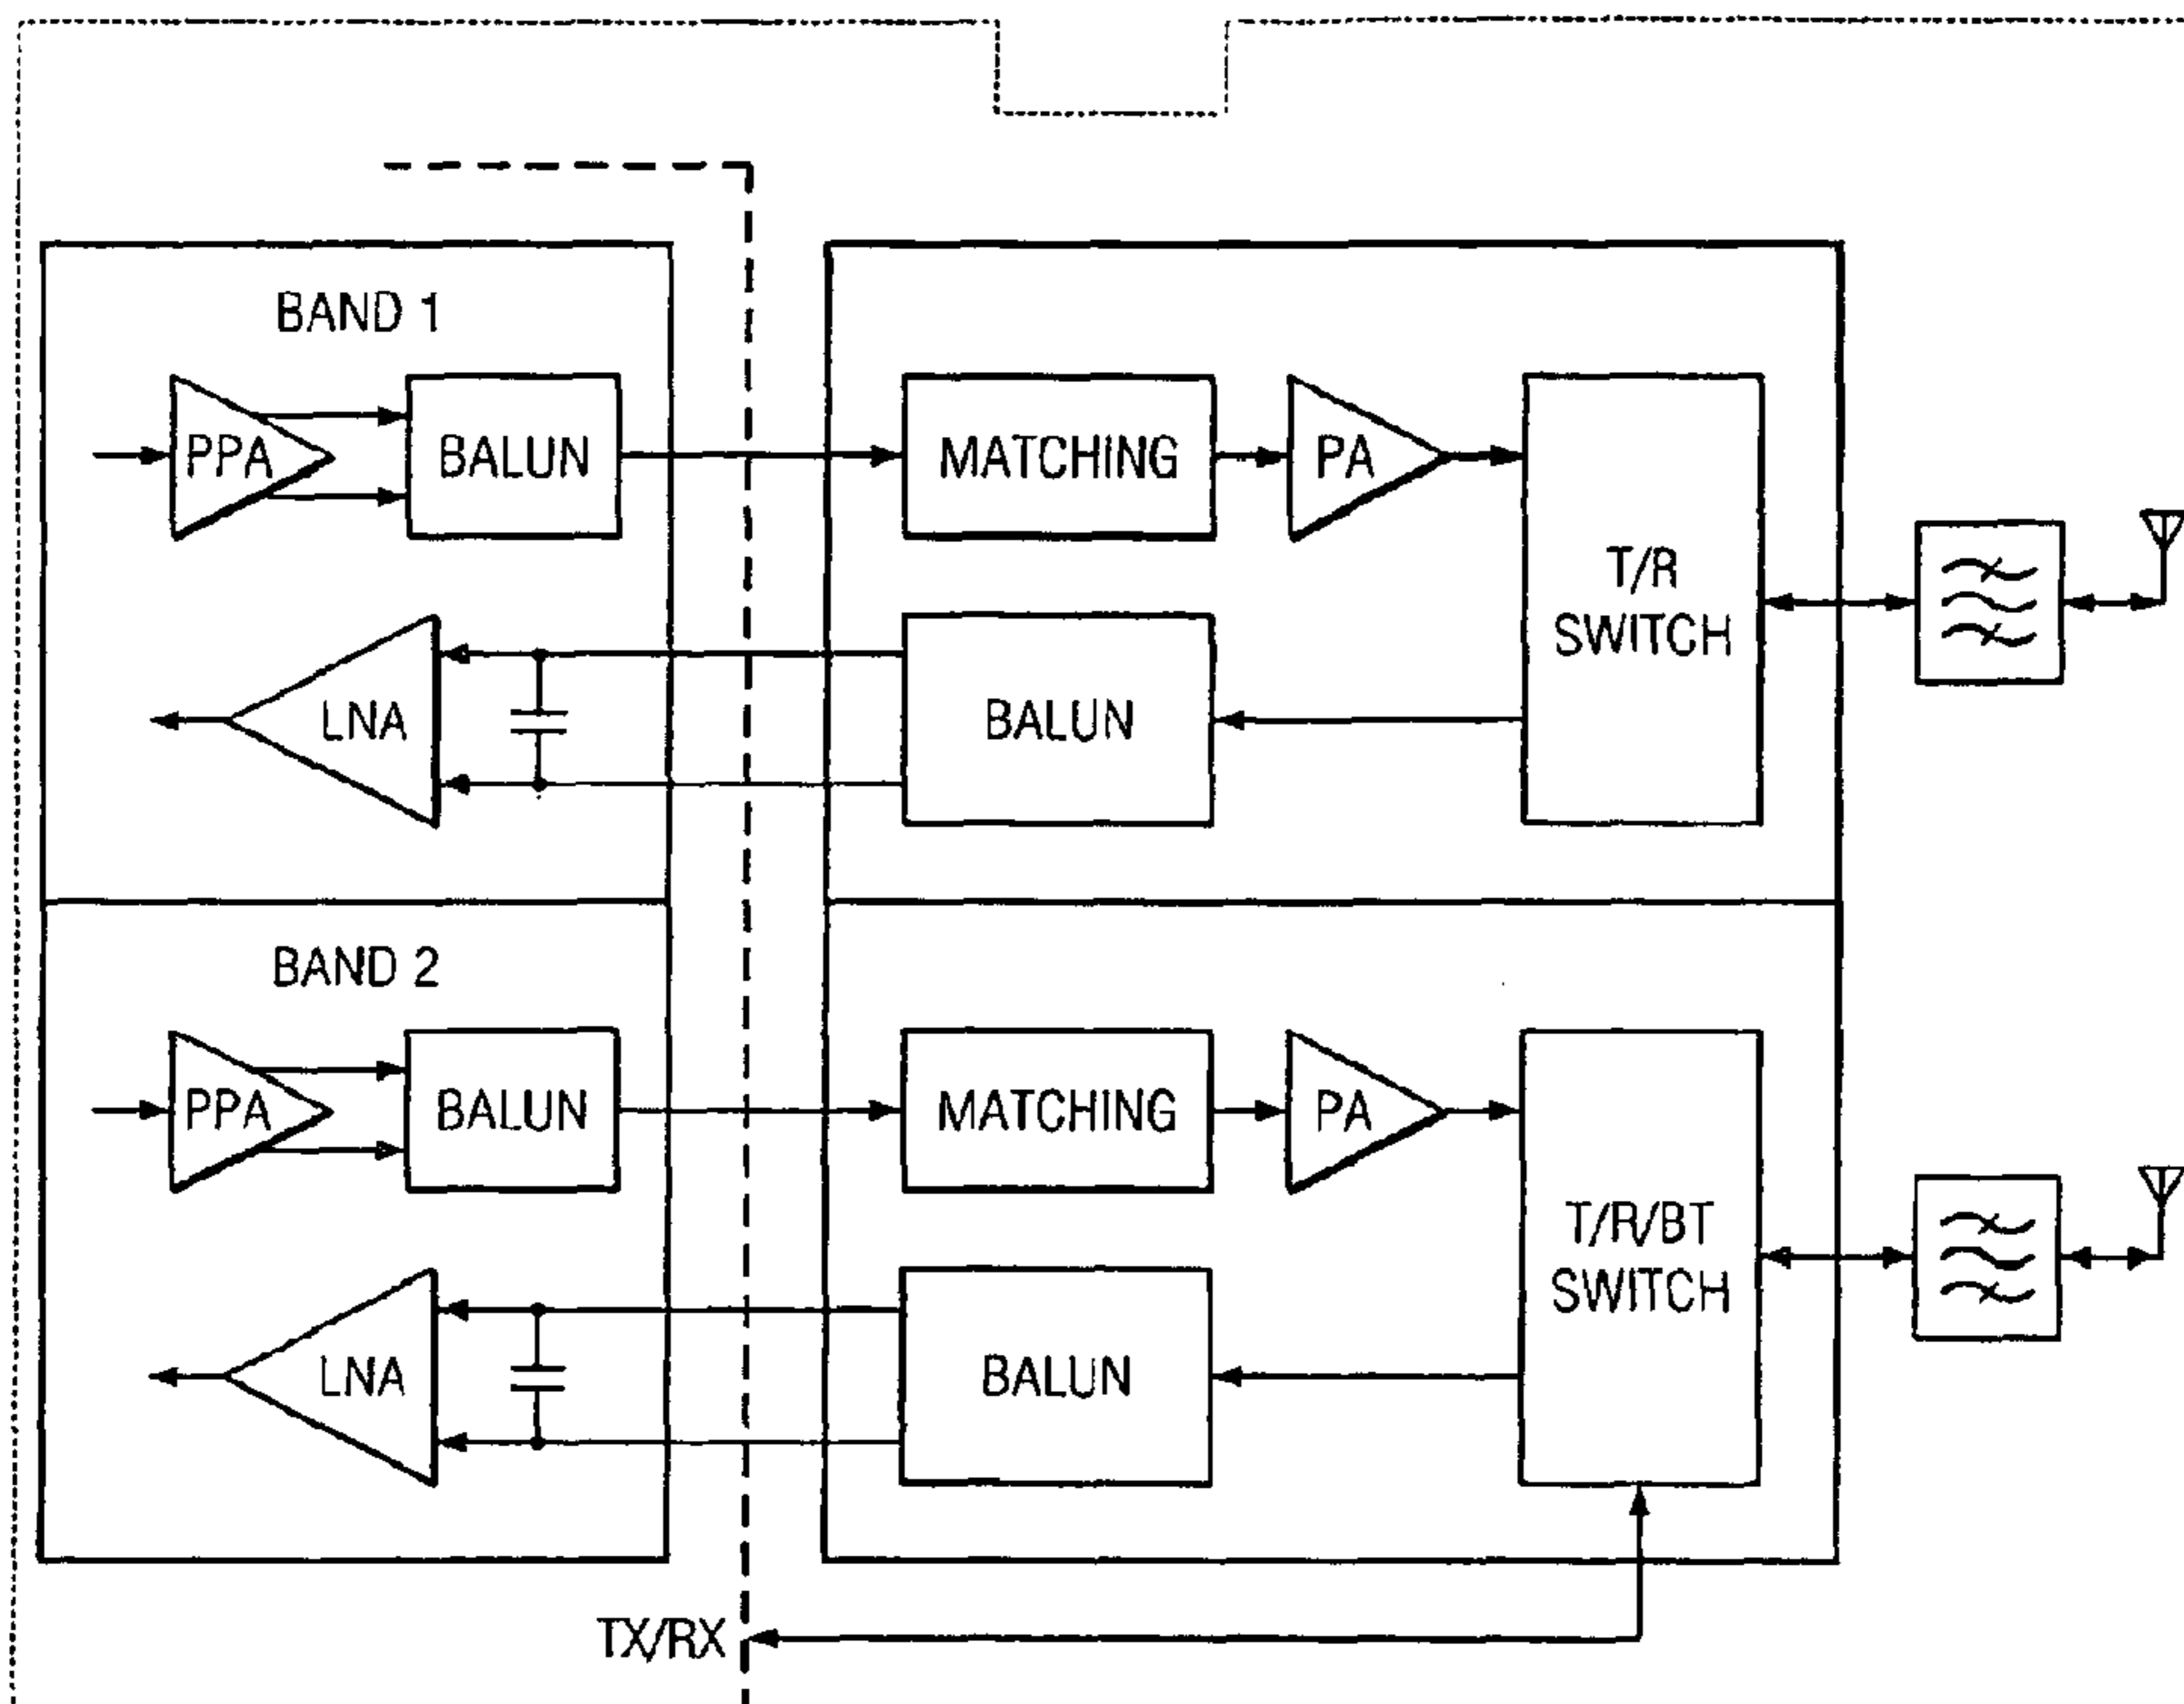 BAND 1
PPA
BALUN
MATCHING
PA
T/R
SWITCH
LNA
BALUN
BAND 2
PPA
BALUN
MATCHING
PA
T/R/BT
SWITCH
LNA
BALUN
TX/RX